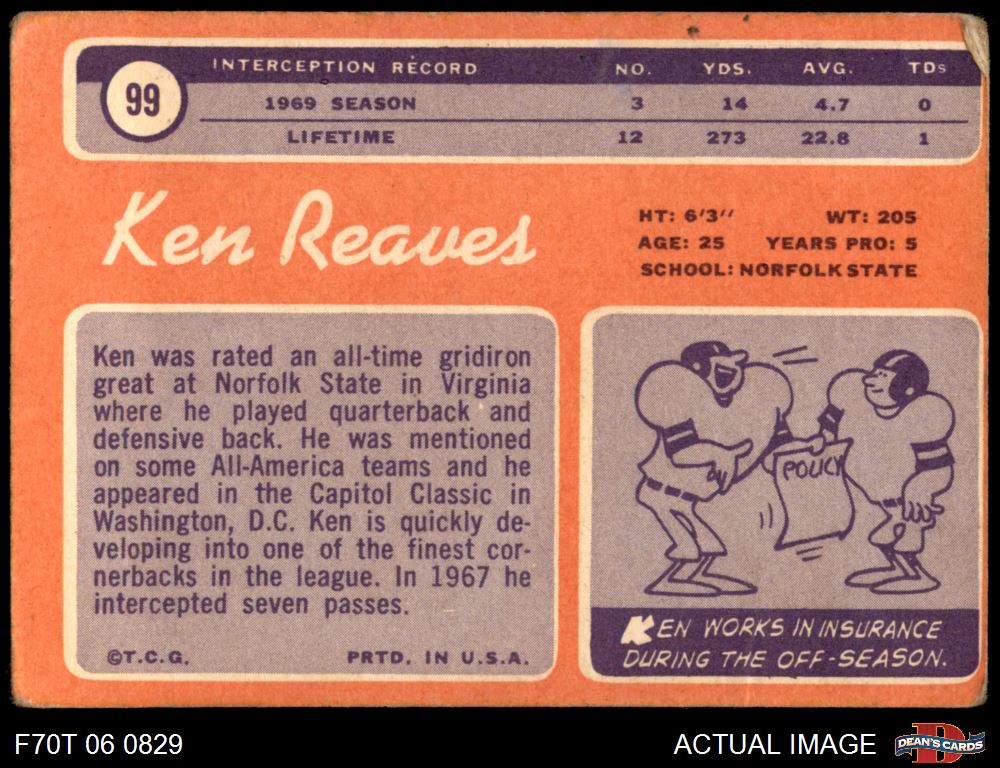 99
INTERCEPTION RECORD NO. YDS. AVG. TDs
1969 SEASON 3 14 4.7 0
LIFETIME 12 273 22.8 1
Ken Reaves
HT: 6'3" WT: 205
AGE: 25 YEARS PRO: 5
SCHOOL: NORFOLK STATE
Ken was rated an all-time gridiron
great at Norfolk State in Virginia
where he played quarterback and
defensive back. He was mentioned
on some All-America teams and he
appeared in the Capitol Classic in
Washington, D.C. Ken is quickly de-
veloping into one of the finest cor-
nerbacks in the league. In 1967 he
intercepted seven passes.
©T.C.G. PRTD. IN U.S.A.
POLICY
KEN WORKS IN INSURANCE
DURING THE OFF-SEASON.
F70T 06 0829
ACTUAL IMAGE
D
DEAN'S CARDS